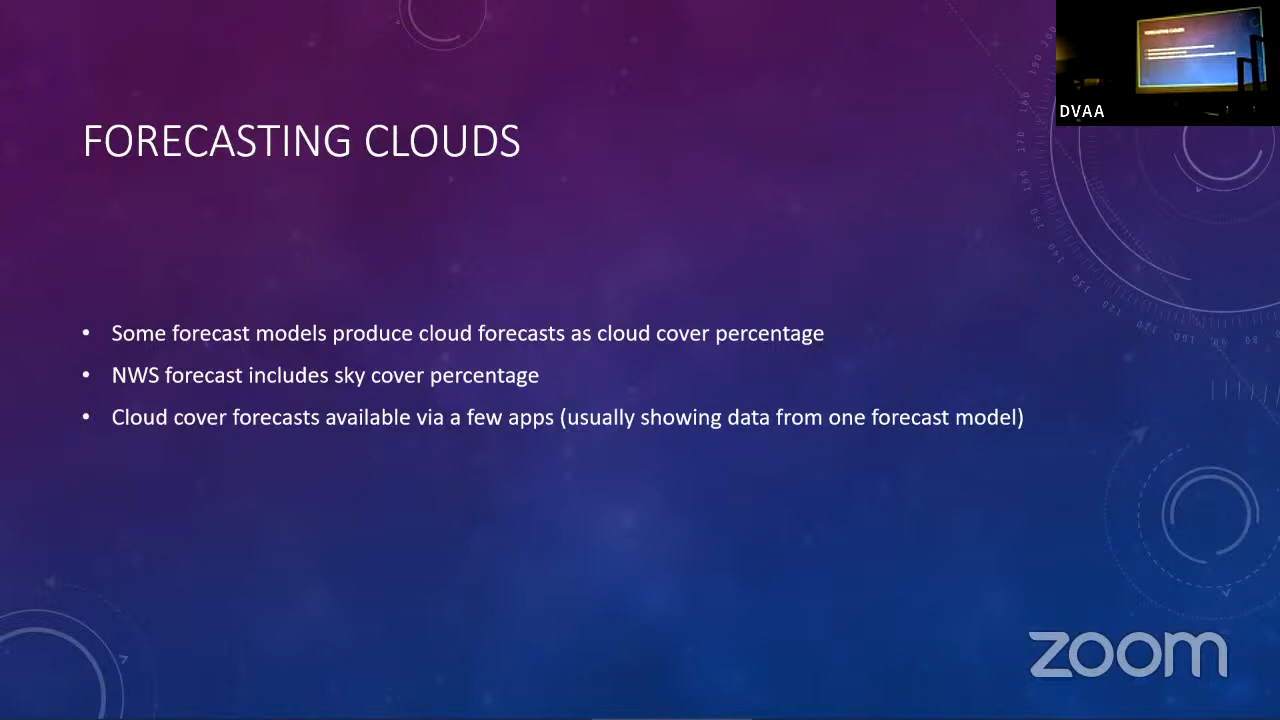 FORECASTING CLOUDS
• Some forecast models produce cloud forecasts as cloud cover percentage
• NWS forecast includes sky cover percentage
• Cloud cover forecasts available via a few apps (usually showing data from one forecast model)
DVAA
zoom